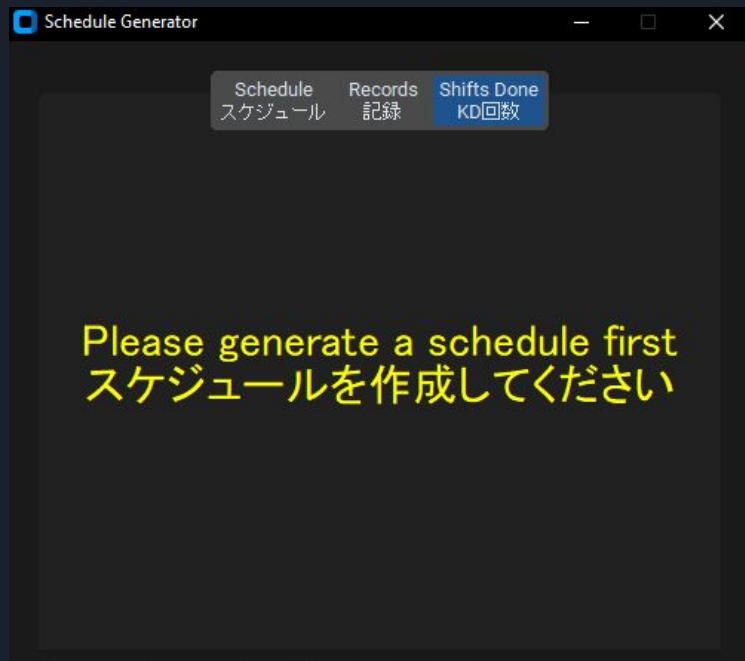 Schedule Generator
Schedule Records Shifts Done
スケジュール 記録 KD回数
Please generate a schedule first
スケジュールを作成してください